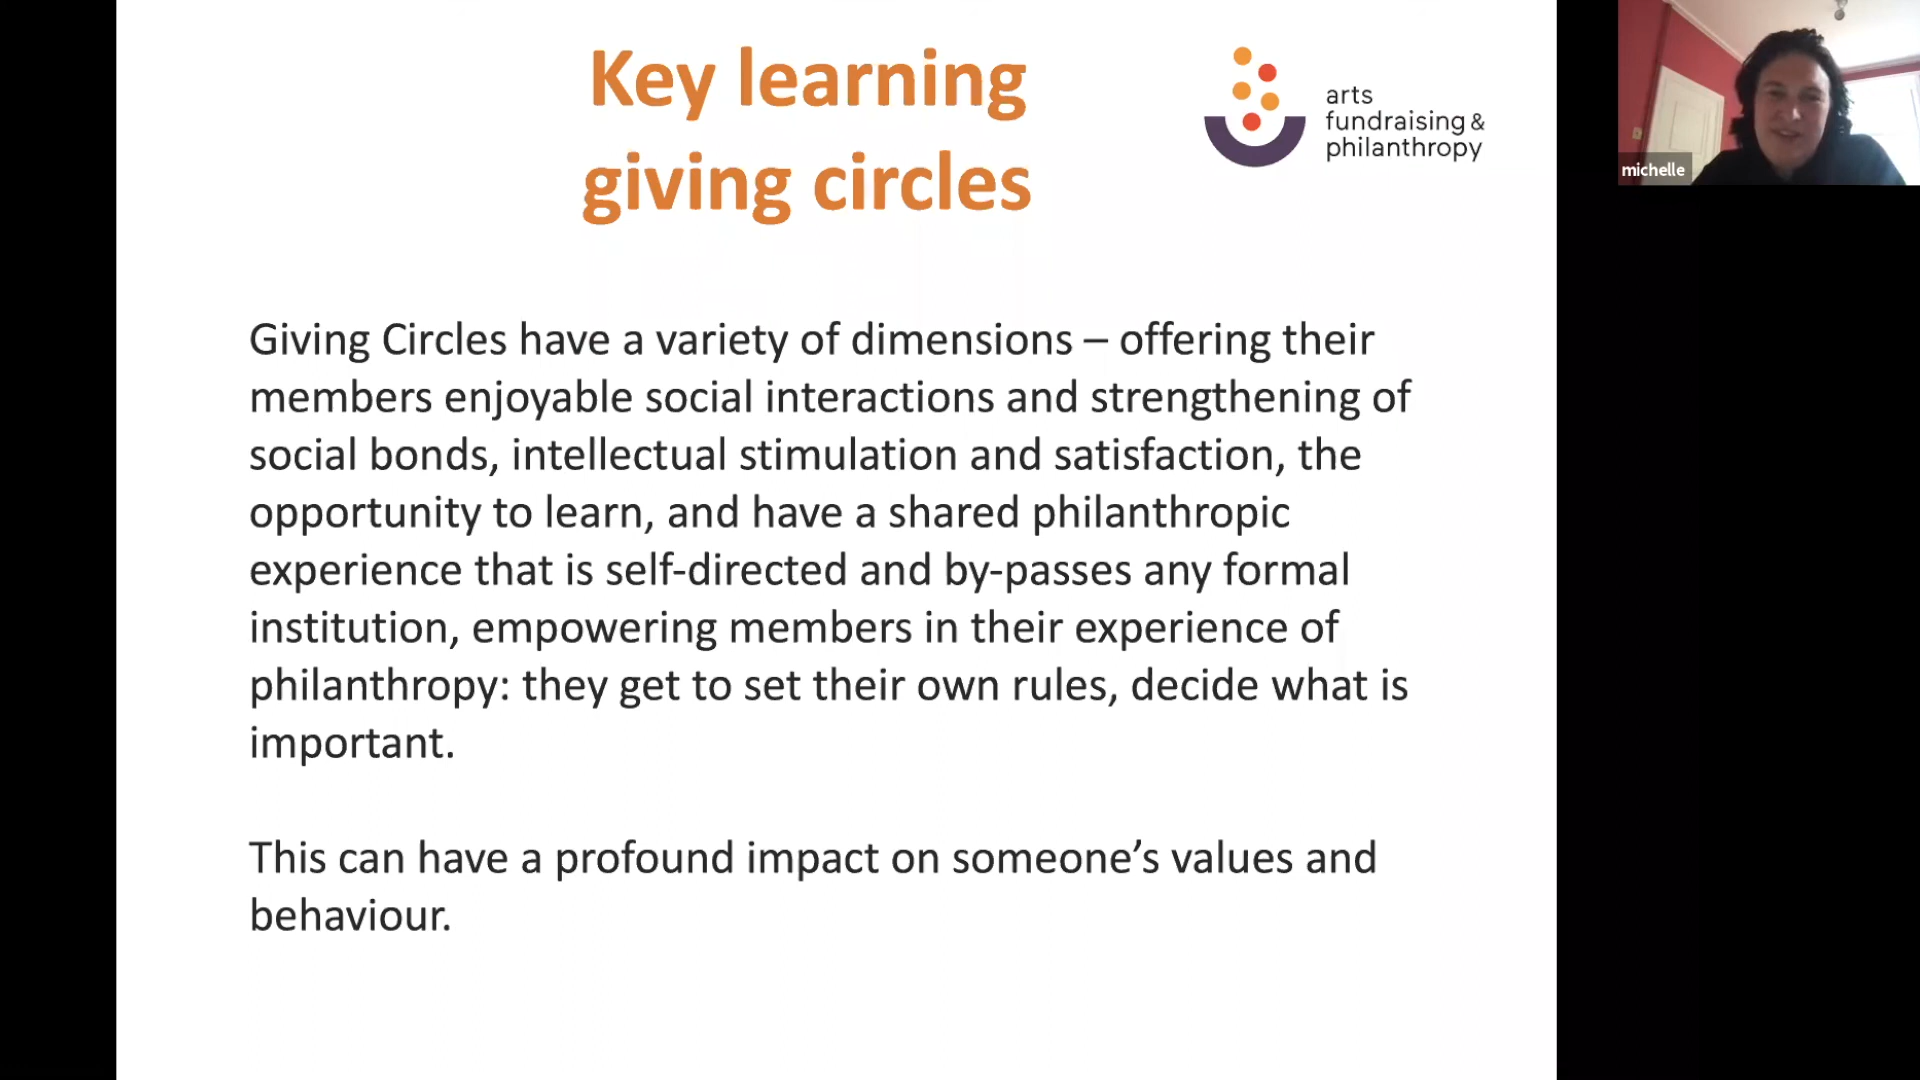 Key learning
giving circles
arts
fundraising &
philanthropy
michelle
Giving Circles have a variety of dimensions – offering their
members enjoyable social interactions and strengthening of
social bonds, intellectual stimulation and satisfaction, the
opportunity to learn, and have a shared philanthropic
experience that is self-directed and by-passes any formal
institution, empowering members in their experience of
philanthropy: they get to set their own rules, decide what is
important.
This can have a profound impact on someone’s values and
behaviour.